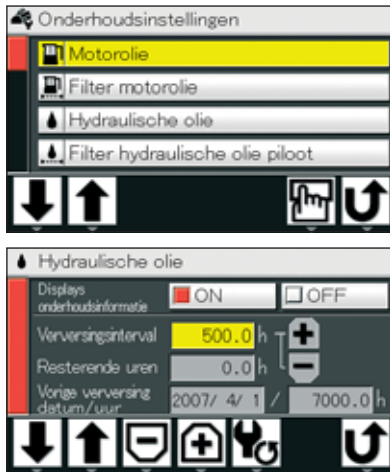 Onderhoudsinstellingen
Motorolie
Filter motorolie
Hydraulische olie
Filter hydraulische olie piloot
Hydraulische olie
Displays
onderhoudsinformatie
ON
OFF
Verversingsinterval 500.0 h
Resterende uren 0.0 h
Vorige verversing
datum/uur
2007/ 4/ 1 / 7000.0 h